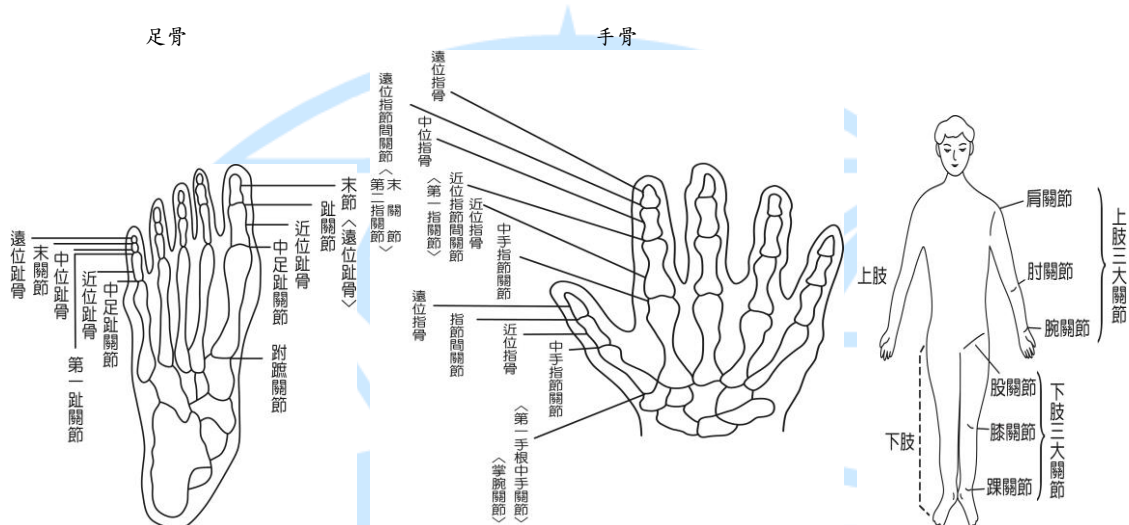 足骨
末節〈遠位趾骨〉
趾關節
近位趾骨
中足趾關節
跗蹠關節
遠位趾骨
末關節
中位趾骨
近位趾骨
中足趾關節
第一趾關節
手骨
遠位指骨
遠位指節間關節〈末關節 第二指關節〉
中位指骨
近位指節間關節〈第一指關節〉
近位指骨
中手指節關節
遠位指骨
指節間關節
近位指骨
中手指節關節
〈第一手根中手關節〉
〈掌腕關節〉
上肢
下肢
肩關節
肘關節
腕關節
上肢三大關節
股關節
膝關節
踝關節
下肢三大關節